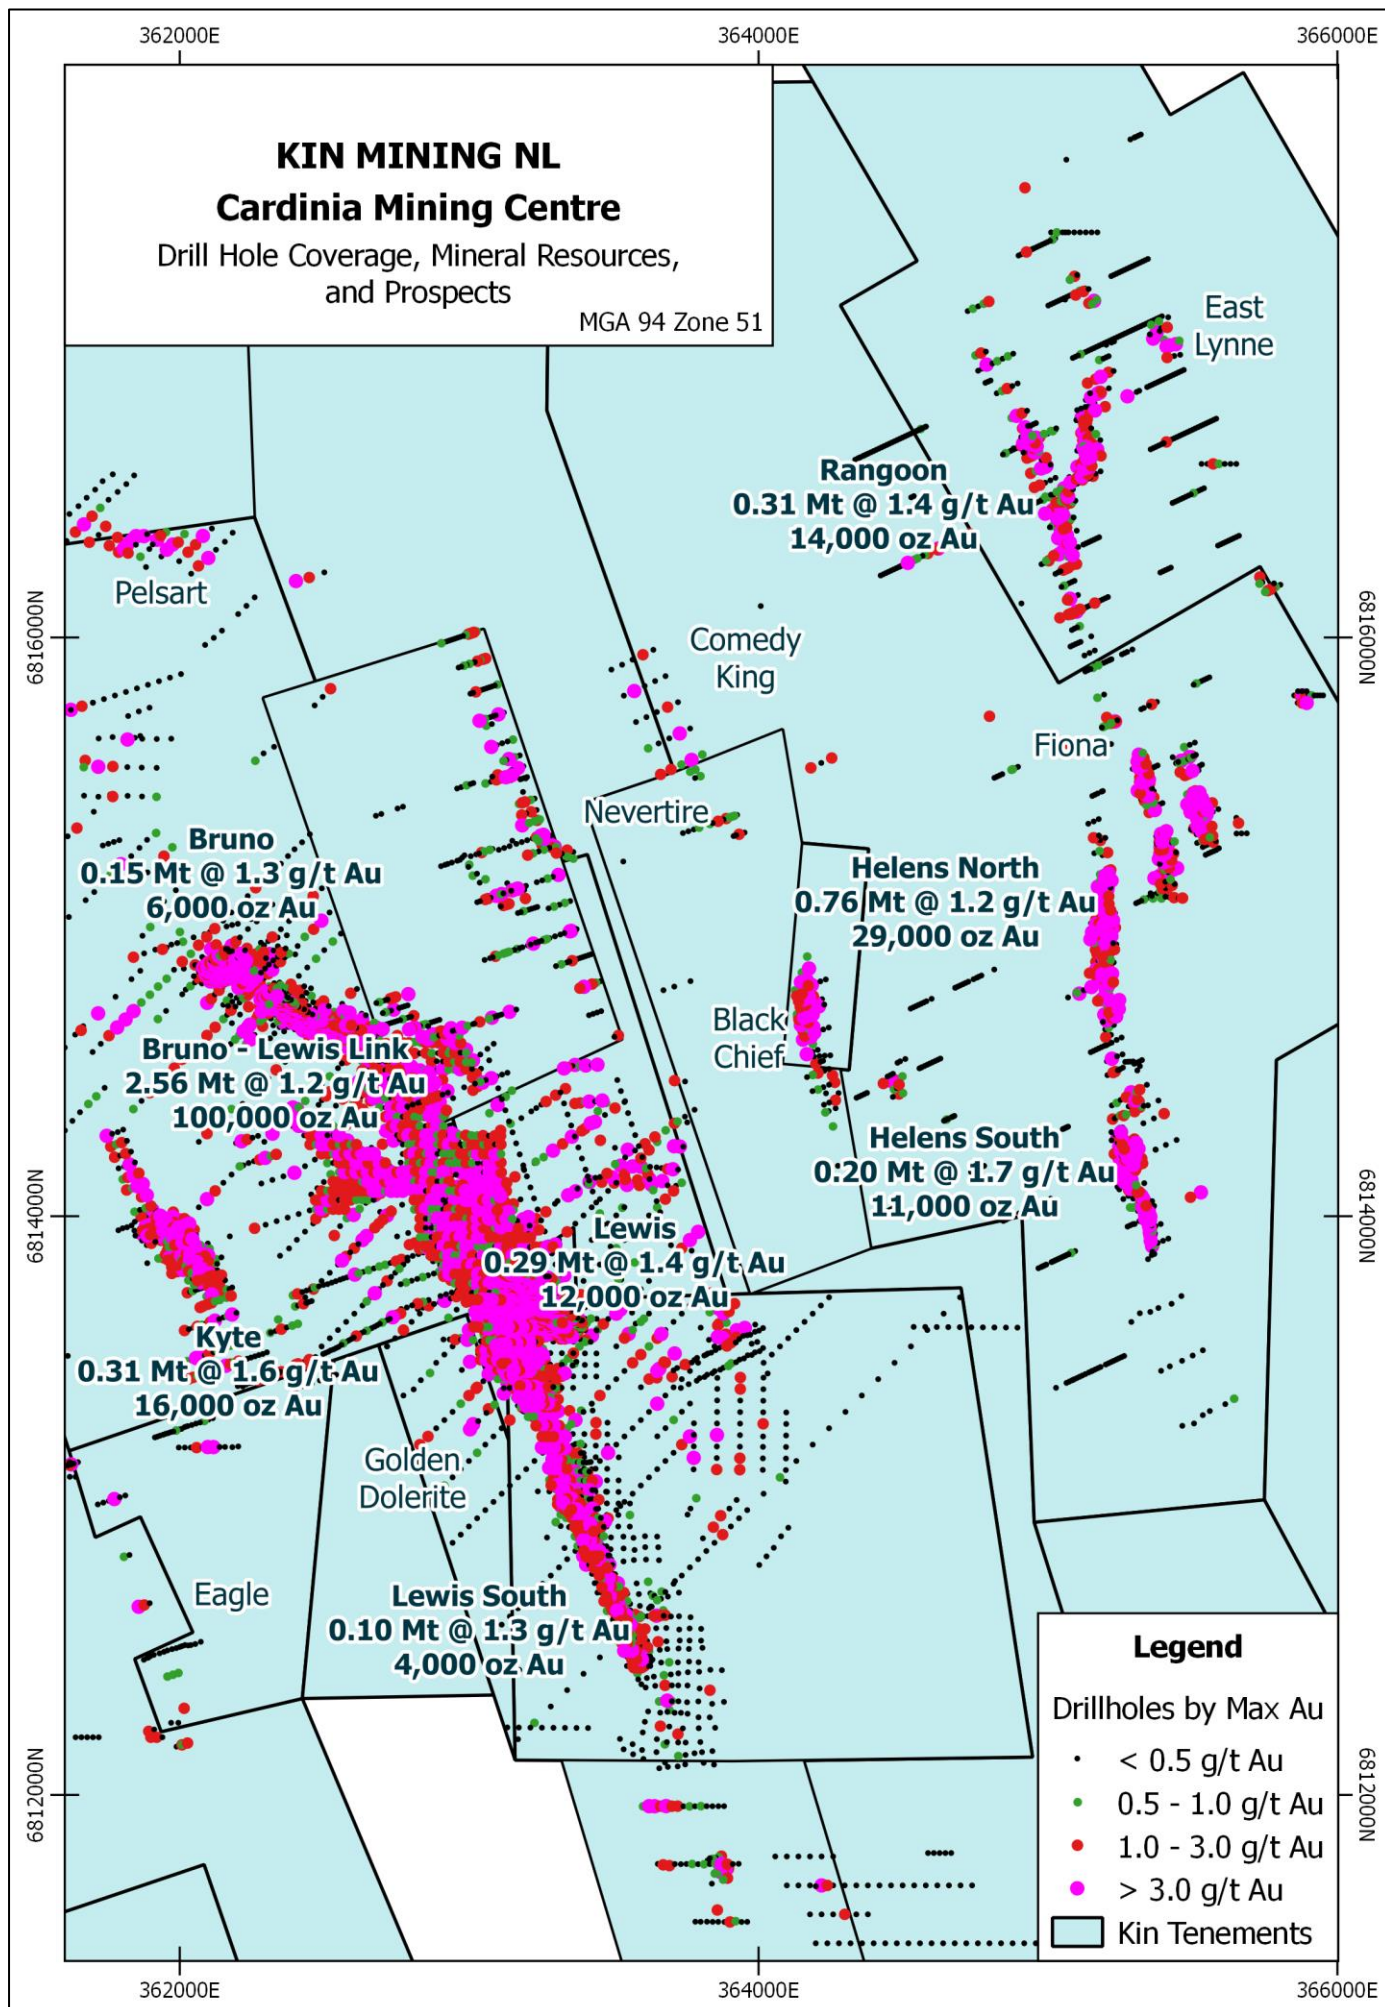 362000E
364000E
366000E
KIN MINING NL
Cardinia Mining Centre
Drill Hole Coverage, Mineral Resources,
and Prospects
MGA 94 Zone 51
East
Lynne
Rangoon
0.31 Mt @ 1.4 g/t Au
14,000 oz Au
Pelsart
6816000N
6816000N
Comedy
King
Fiona
Nevertire
Bruno
0.15 Mt @ 1.3 g/t Au
6,000 oz Au
Helens North
0.76 Mt @ 1.2 g/t Au
29,000 oz Au
Black
Chief
Bruno - Lewis Link
2.56 Mt @ 1.2 g/t Au
100,000 oz Au
Helens South
0.20 Mt @ 1.7 g/t Au
11,000 oz Au
6814000N
6814000N
Lewis
0.29 Mt @ 1.4 g/t Au
12,000 oz Au
Kyte
0.31 Mt @ 1.6 g/t Au
16,000 oz Au
Golden
Dolerite
Eagle
Lewis South
0.10 Mt @ 1.3 g/t Au
4,000 oz Au
Legend
Drillholes by Max Au
< 0.5 g/t Au
0.5 - 1.0 g/t Au
1.0 - 3.0 g/t Au
> 3.0 g/t Au
Kin Tenements
6812000N
6812000N
362000E
364000E
366000E